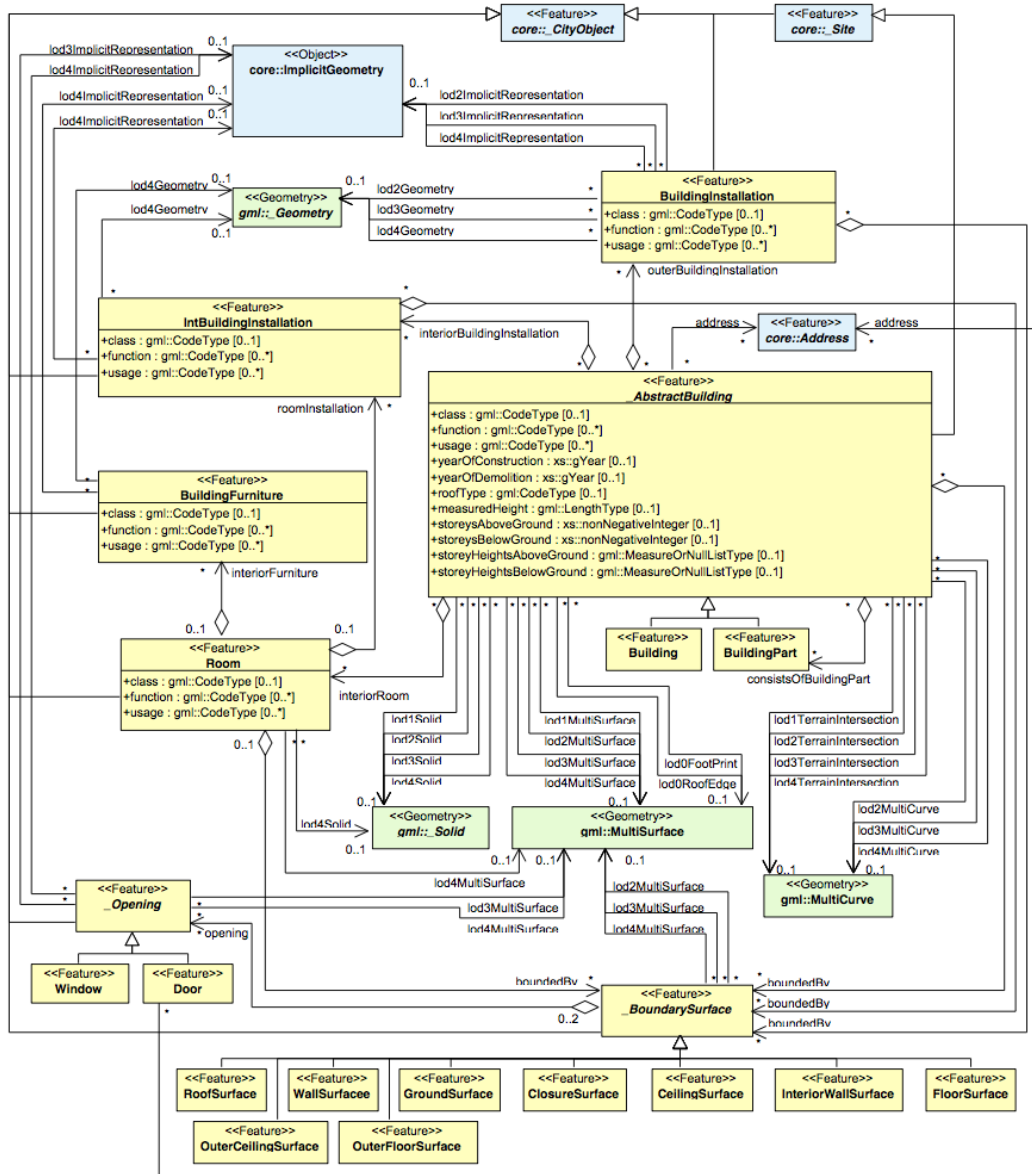 <<Feature>>
core::_CityObject
<<Feature>>
core::_Site
lod3ImplicitRepresentation
0..1
lod4ImplicitRepresentation
<<Object>>
core::ImplicitGeometry
0..1
lod4ImplicitRepresentation
0..1
lod4ImplicitRepresentation
0..1
lod2ImplicitRepresentation
lod3ImplicitRepresentation
lod4ImplicitRepresentation
* * *
lod4Geometry
0..1
lod4Geometry
0..1
<<Geometry>>
gml::_Geometry
0..1
lod2Geometry
*
lod3Geometry
*
lod4Geometry
*
<<Feature>>
BuildingInstallation
+class : gml::CodeType [0..1]
+function : gml::CodeType [0..*]
+usage : gml::CodeType [0..*]
*
*
outerBuildingInstallation
*
<<Feature>>
IntBuildingInstallation
+class : gml::CodeType [0..1]
+function : gml::CodeType [0..*]
+usage : gml::CodeType [0..*]
*
*
*
interiorBuildingInstallation
*
*
address
*
*
<<Feature>>
core::Address
address
*
roomInstallation
*
<<Feature>>
_AbstractBuilding
+class : gml::CodeType [0..1]
+function : gml::CodeType [0..*]
+usage : gml::CodeType [0..*]
+yearOfConstruction : xs::gYear [0..1]
+yearOfDemolition : xs::gYear [0..1]
+roofType : gml:CodeType [0..1]
+measuredHeight : gml::LengthType [0..1]
+storeysAboveGround : xs::nonNegativeInteger [0..1]
+storeysBelowGround : xs::nonNegativeInteger [0..1]
+storeyHeightsAboveGround : gml::MeasureOrNullListType [0..1]
+storeyHeightsBelowGround : gml::MeasureOrNullListType [0..1]
*
*
*
*
*
*
<<Feature>>
BuildingFurniture
+class : gml::CodeType [0..1]
+function : gml::CodeType [0..*]
+usage : gml::CodeType [0..*]
*
interiorFurniture
0..1
0..1
<<Feature>>
Room
+class : gml::CodeType [0..1]
+function : gml::CodeType [0..*]
+usage : gml::CodeType [0..*]
* * * * * * * * * * * * * * * *
<<Feature>>
Building
<<Feature>>
BuildingPart
*
consistsOfBuildingPart
*
interiorRoom
0..1
* *
lod1Solid
lod2Solid
lod3Solid
lod4Solid
0..1
lod1MultiSurface
lod2MultiSurface
lod3MultiSurface
lod4MultiSurface
0..1
lod0FootPrint
lod0RoofEdge
0..1
lod1TerrainIntersection
lod2TerrainIntersection
lod3TerrainIntersection
lod4TerrainIntersection
0..1
lod2MultiCurve
lod3MultiCurve
lod4MultiCurve
0..1
lod4Solid
0..1
<<Geometry>>
gml::_Solid
<<Geometry>>
gml::MultiSurface
0..1
0..1
0..1
lod4MultiSurface
<<Geometry>>
gml::MultiCurve
<<Feature>>
_Opening
*
*
*
*
lod3MultiSurface
lod4MultiSurface
lod2MultiSurface
lod3MultiSurface
lod4MultiSurface
* * *
*
opening
<<Feature>>
Window
<<Feature>>
Door
*
boundedBy
*
0..2
<<Feature>>
_BoundarySurface
*
boundedBy
*
boundedBy
boundedBy
*
<<Feature>>
RoofSurface
<<Feature>>
WallSurfacee
<<Feature>>
GroundSurface
<<Feature>>
ClosureSurface
<<Feature>>
CeilingSurface
<<Feature>>
InteriorWallSurface
<<Feature>>
FloorSurface
<<Feature>>
OuterCeilingSurface
<<Feature>>
OuterFloorSurface